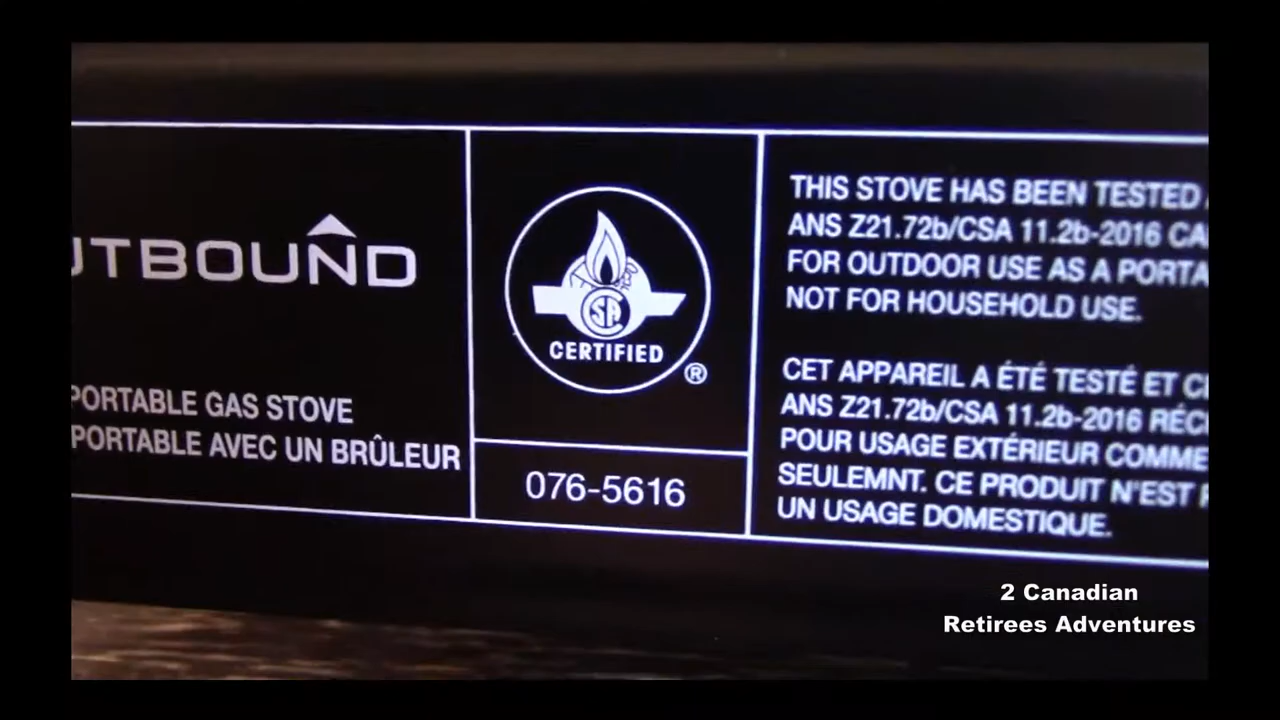 UTBOUND
PORTABLE GAS STOVE
PORTABLE AVEC UN BRÛLEUR
CSA
CERTIFIED
®
076-5616
THIS STOVE HAS BEEN TESTED
ANS Z21.72b/CSA 11.2b-2016 CA
FOR OUTDOOR USE AS A PORTA
NOT FOR HOUSEHOLD USE.
CET APPAREIL A ÉTÉ TESTÉ ET C
ANS Z21.72b/CSA 11.2b-2016 RÉC
POUR USAGE EXTÉRIEUR COMME
SEULEMNT. CE PRODUIT N'EST
UN USAGE DOMESTIQUE.
2 Canadian
Retirees Adventures